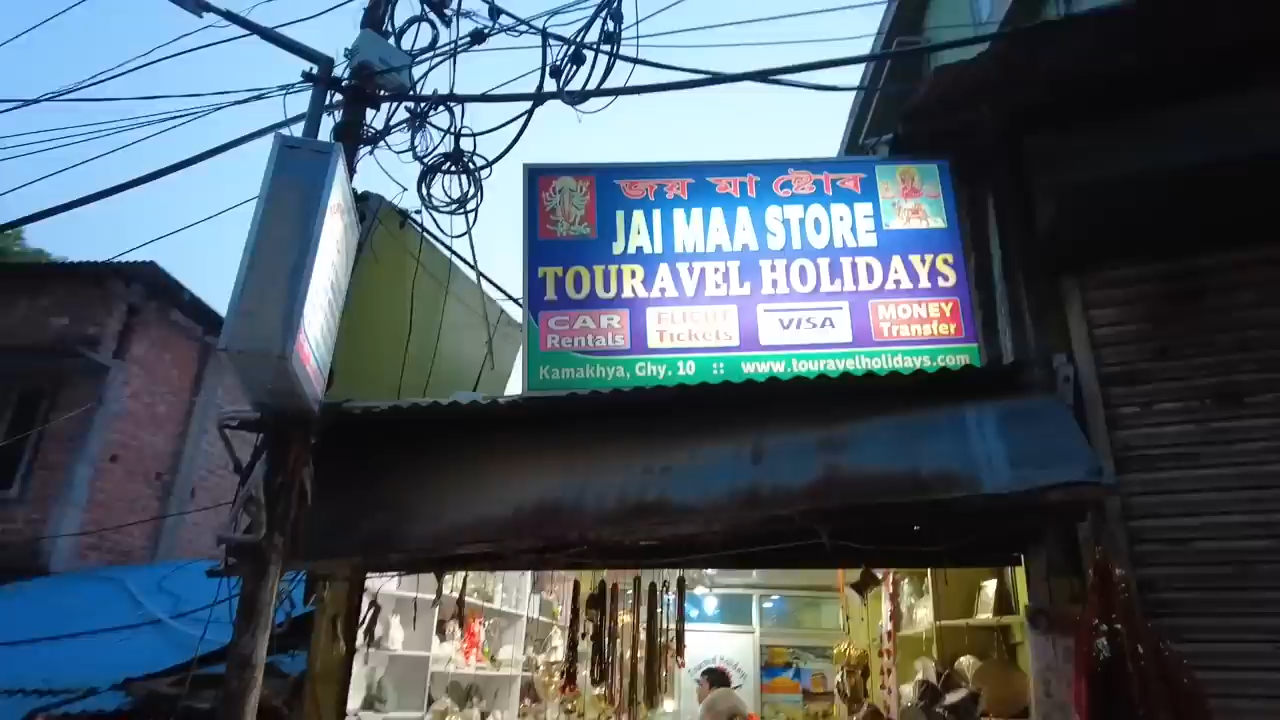 জয় মা ষ্টোৰ
JAI MAA STORE
TOURAVEL HOLIDAYS
CAR Rentals
FLIGHT Tickets
VISA
MONEY Transfer
Kamakhya, Ghy. 10 :: www.touravelholidays.com